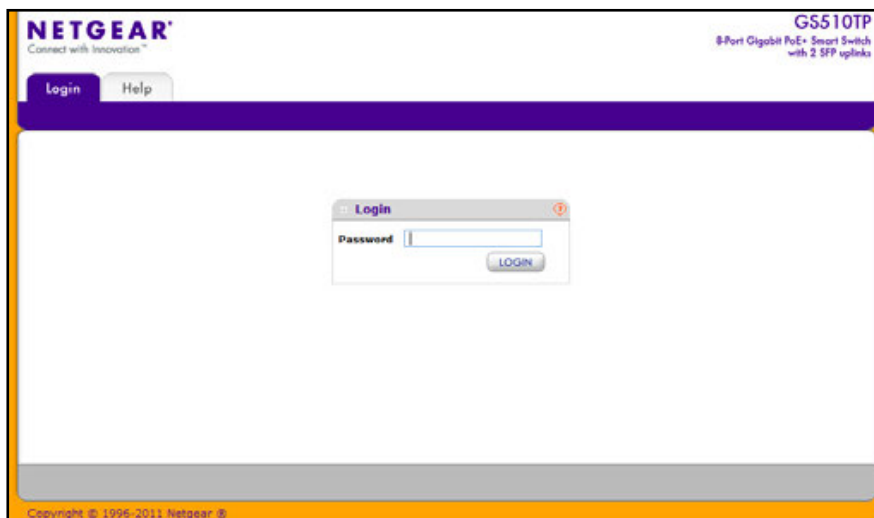 NETGEAR®
Connect with Innovation™
GS510TP
8-Port Gigabit PoE+ Smart Switch
with 2 SFP uplinks
Login
Help
Login
Password
LOGIN
Copyright © 1996-2011 Netgear ®